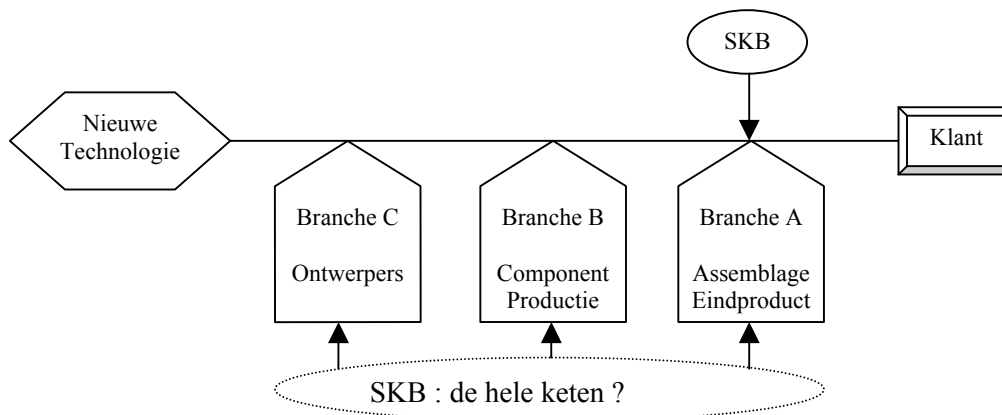 SKB
Nieuwe
Technologie
Klant
Branche C
Ontwerpers
Branche B
Component
Productie
Branche A
Assemblage
Eindproduct
SKB : de hele keten ?